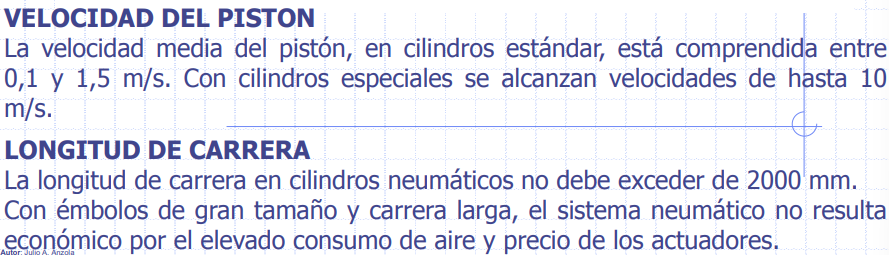 VELOCIDAD DEL PISTON
La velocidad media del pistón, en cilindros estándar, está comprendida entre
0,1 y 1,5 m/s. Con cilindros especiales se alcanzan velocidades de hasta 10
m/s.
LONGITUD DE CARRERA
La longitud de carrera en cilindros neumáticos no debe exceder de 2000 mm.
Con émbolos de gran tamaño y carrera larga, el sistema neumático no resulta
económico por el elevado consumo de aire y precio de los actuadores.
Autor: Julio A. Anzola